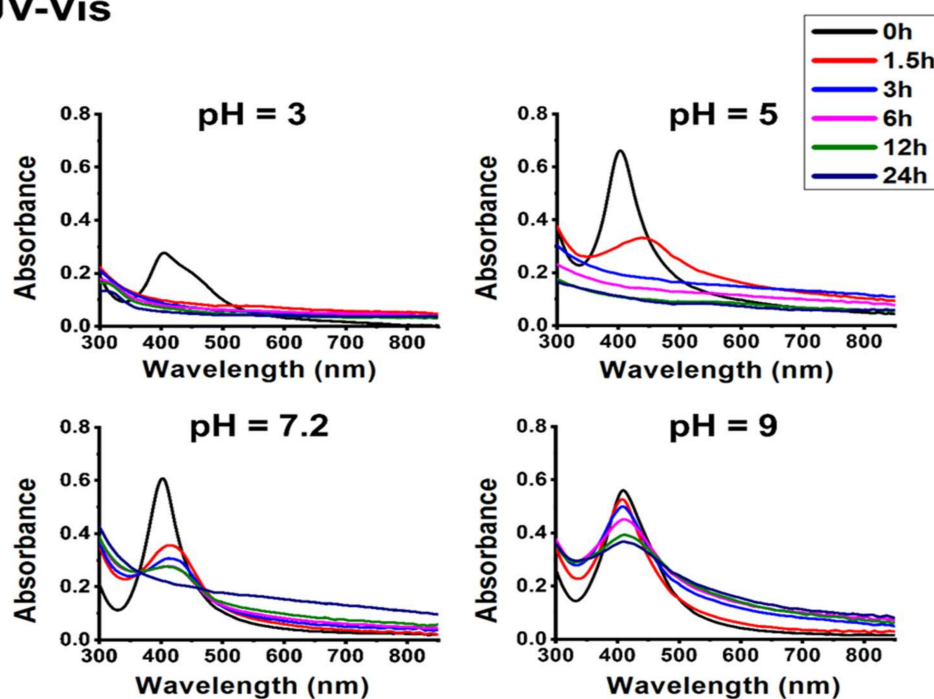 UV-Vis
0h
1.5h
3h
6h
12h
24h
pH = 3
0.8
0.6
0.4
0.2
0.0
Absorbance
300 400 500 600 700 800
Wavelength (nm)
pH = 5
0.8
0.6
0.4
0.2
0.0
Absorbance
300 400 500 600 700 800
Wavelength (nm)
pH = 7.2
0.8
0.6
0.4
0.2
0.0
Absorbance
300 400 500 600 700 800
Wavelength (nm)
pH = 9
0.8
0.6
0.4
0.2
0.0
Absorbance
300 400 500 600 700 800
Wavelength (nm)